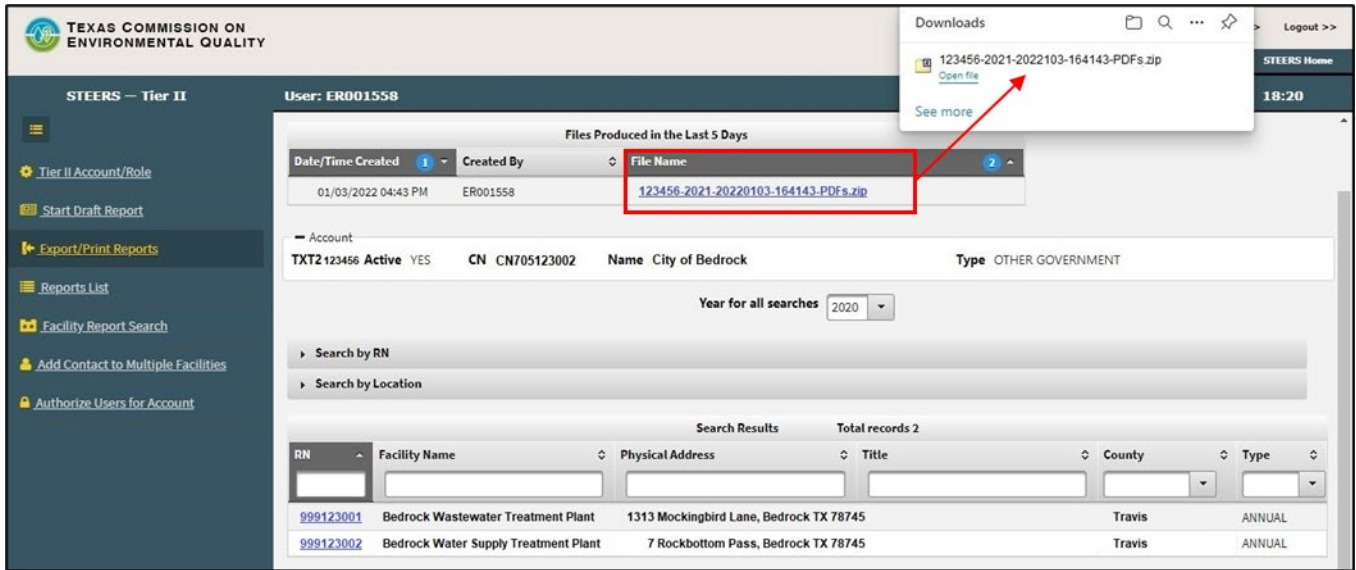 TEXAS COMMISSION ON
ENVIRONMENTAL QUALITY
Logout >>
STEERS Home
Downloads
123456-2021-2022103-164143-PDFs.zip
Open file
See more
STEERS — Tier II
User: ER001558
18:20
Tier II Account/Role
Start Draft Report
Export/Print Reports
Reports List
Facility Report Search
Add Contact to Multiple Facilities
Authorize Users for Account
Files Produced in the Last 5 Days
Date/Time Created 1 Created By File Name 2
01/03/2022 04:43 PM ER001558 123456-2021-20220103-164143-PDFs.zip
Account
TXT2 123456 Active YES CN CN705123002 Name City of Bedrock Type OTHER GOVERNMENT
Year for all searches 2020
Search by RN
Search by Location
Search Results Total records 2
RN Facility Name Physical Address Title County Type
999123001 Bedrock Wastewater Treatment Plant 1313 Mockingbird Lane, Bedrock TX 78745 Travis ANNUAL
999123002 Bedrock Water Supply Treatment Plant 7 Rockbottom Pass, Bedrock TX 78745 Travis ANNUAL